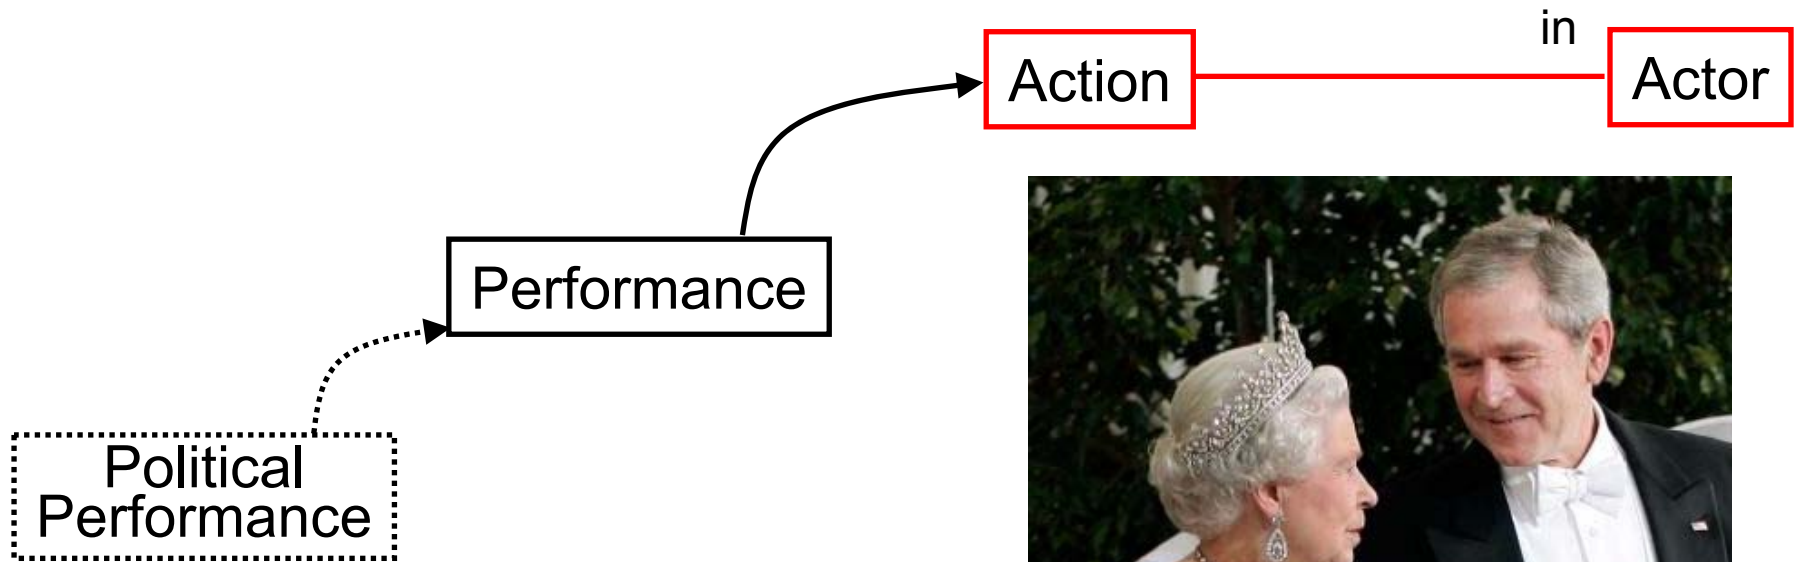 in
Action
Actor
Performance
Political
Performance